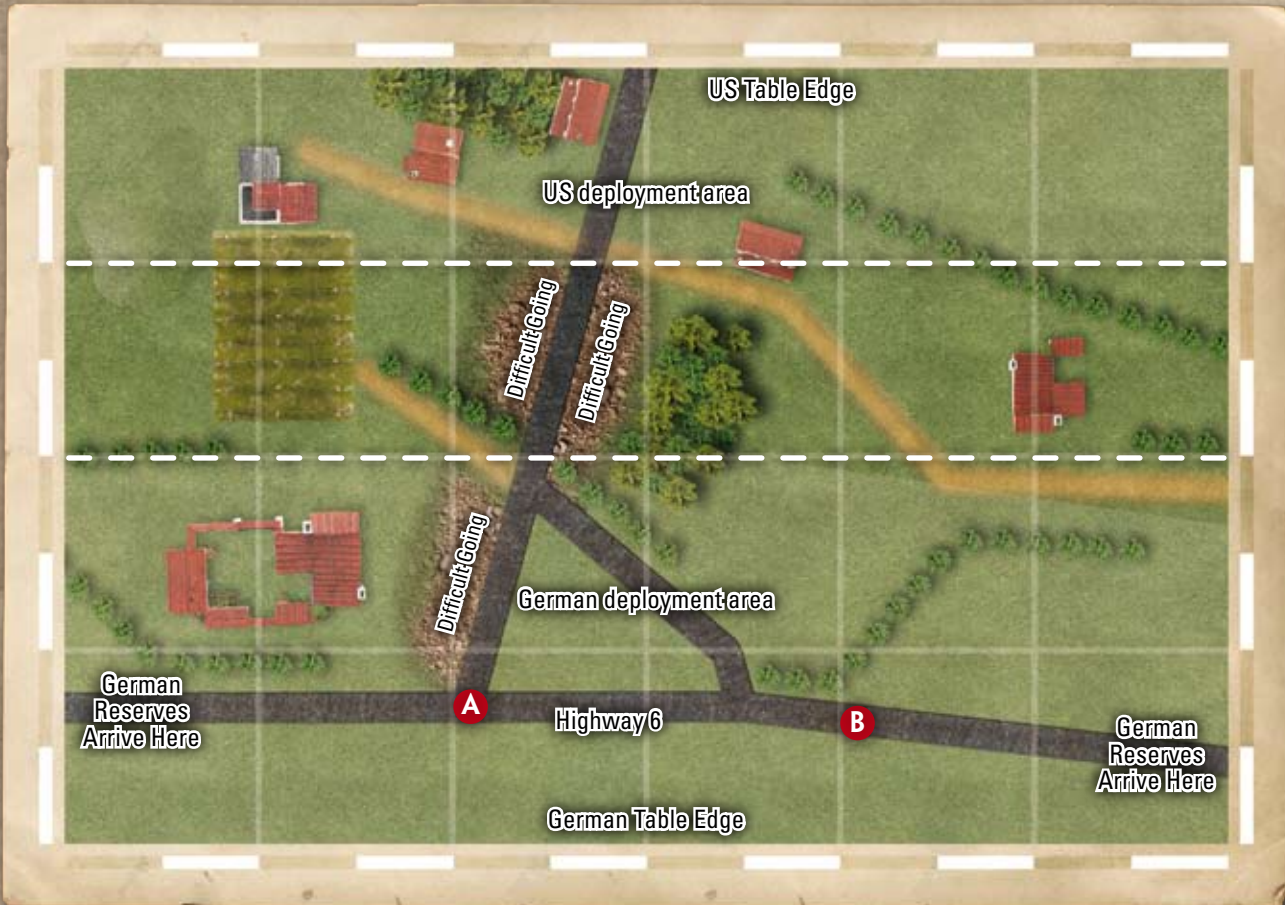 US Table Edge
US deployment area
Difficult Going
Difficult Going
Difficult Going
German deployment area
German
Reserves
Arrive Here
A
Highway 6
B
German
Reserves
Arrive Here
German Table Edge